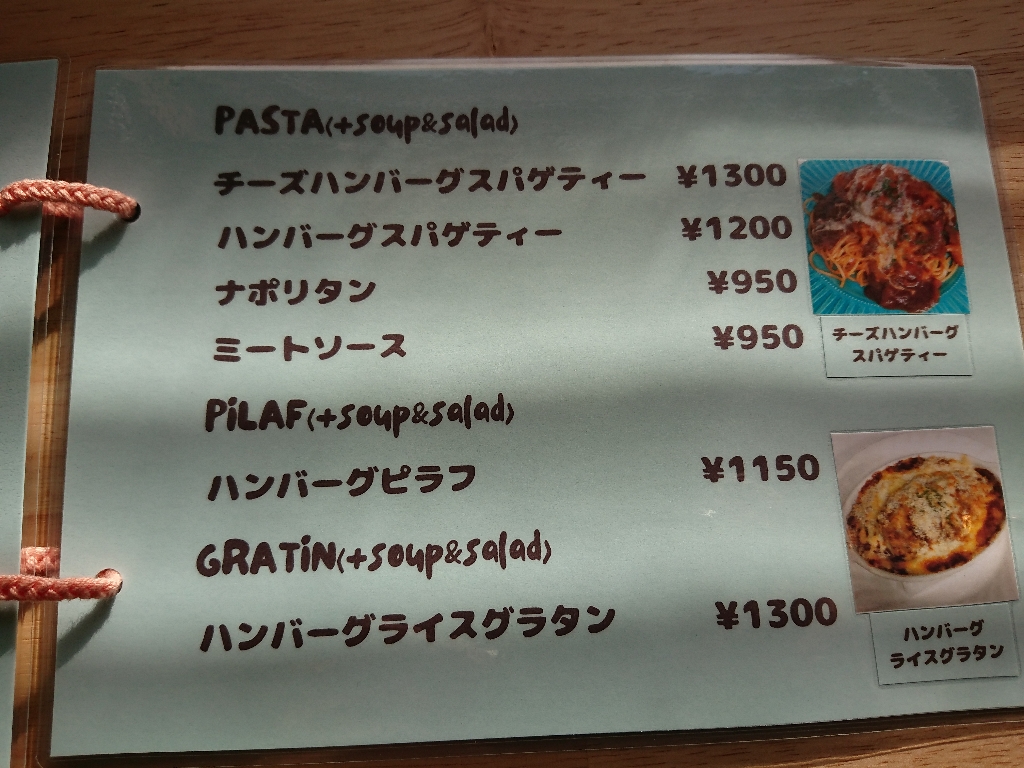 PASTA(+soup&salad)
チーズハンバーグスパゲティー ¥1300
ハンバーグスパゲティー ¥1200
ナポリタン ¥950
ミートソース ¥950
チーズハンバーグ
スパゲティー
PiLAF(+soup&salad)
ハンバーグピラフ ¥1150
GRATiN(+soup&salad)
ハンバーグライスグラタン ¥1300
ハンバーグ
ライスグラタン